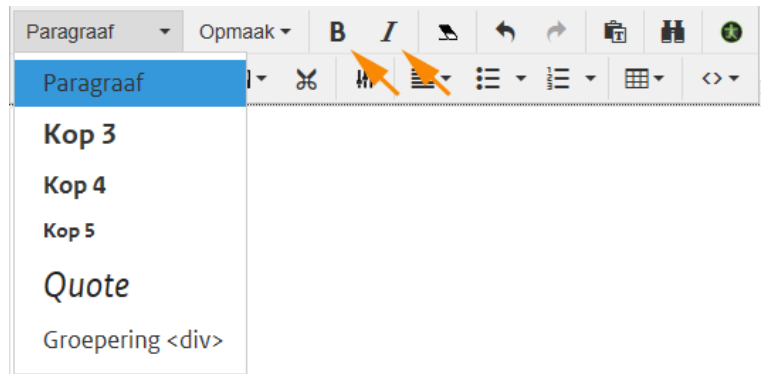 Paragraaf Opmaak B I
Paragraaf
Kop 3
Kop 4
Kop 5
Quote
Groepering <div>